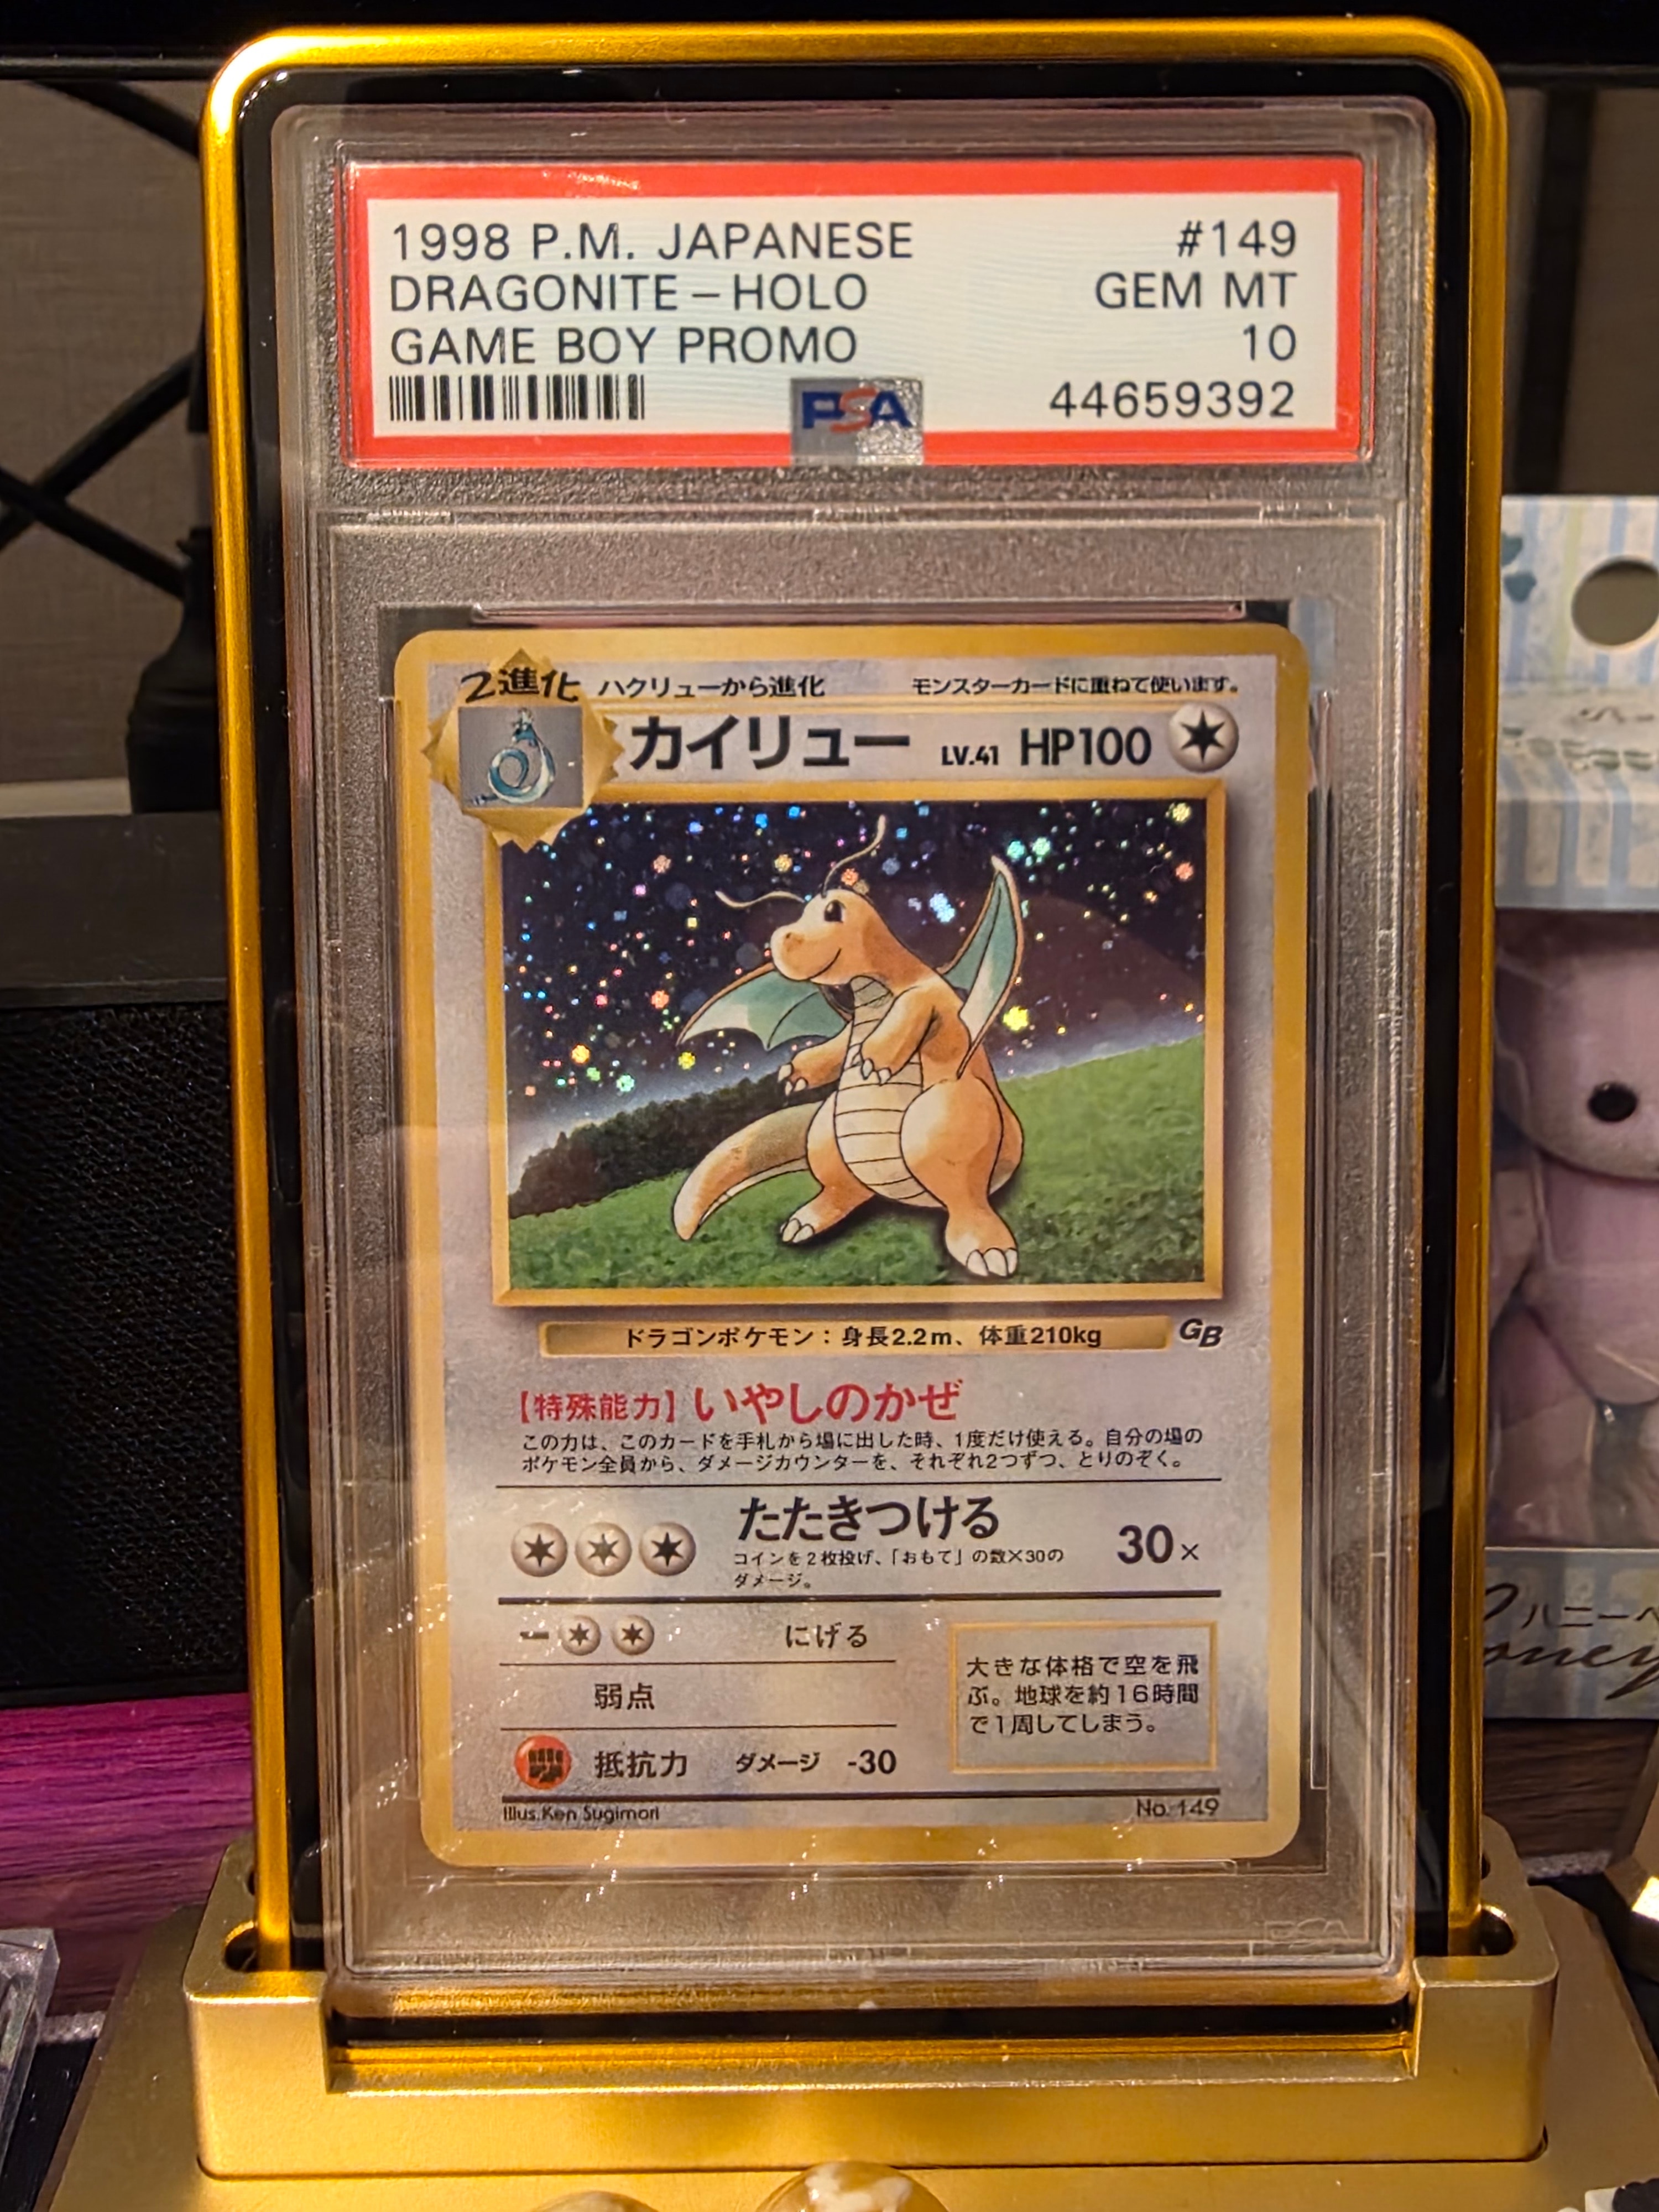 1998 P.M. JAPANESE #149
DRAGONITE – HOLO GEM MT
GAME BOY PROMO 10
PSA 44659392
2進化 ハクリューから進化 モンスターカードに重ねて使います。
カイリュー LV.41 HP100
ドラゴンポケモン：身長2.2m、体重210kg GB
【特殊能力】いやしのかぜ
この力は、このカードを手札から場に出した時、1度だけ使える。自分の場の
ポケモン全員から、ダメージカウンターを、それぞれ2つずつ、とりのぞく。
たたきつける 30×
コインを2枚投げ、「おもて」の数×30の
ダメージ。
ー にげる
弱点
抵抗力 ダメージ -30
大きな体格で空を飛
ぶ。地球を約16時間
で1周してしまう。
Illus.Ken Sugimori No. 149
PSA
ハニー